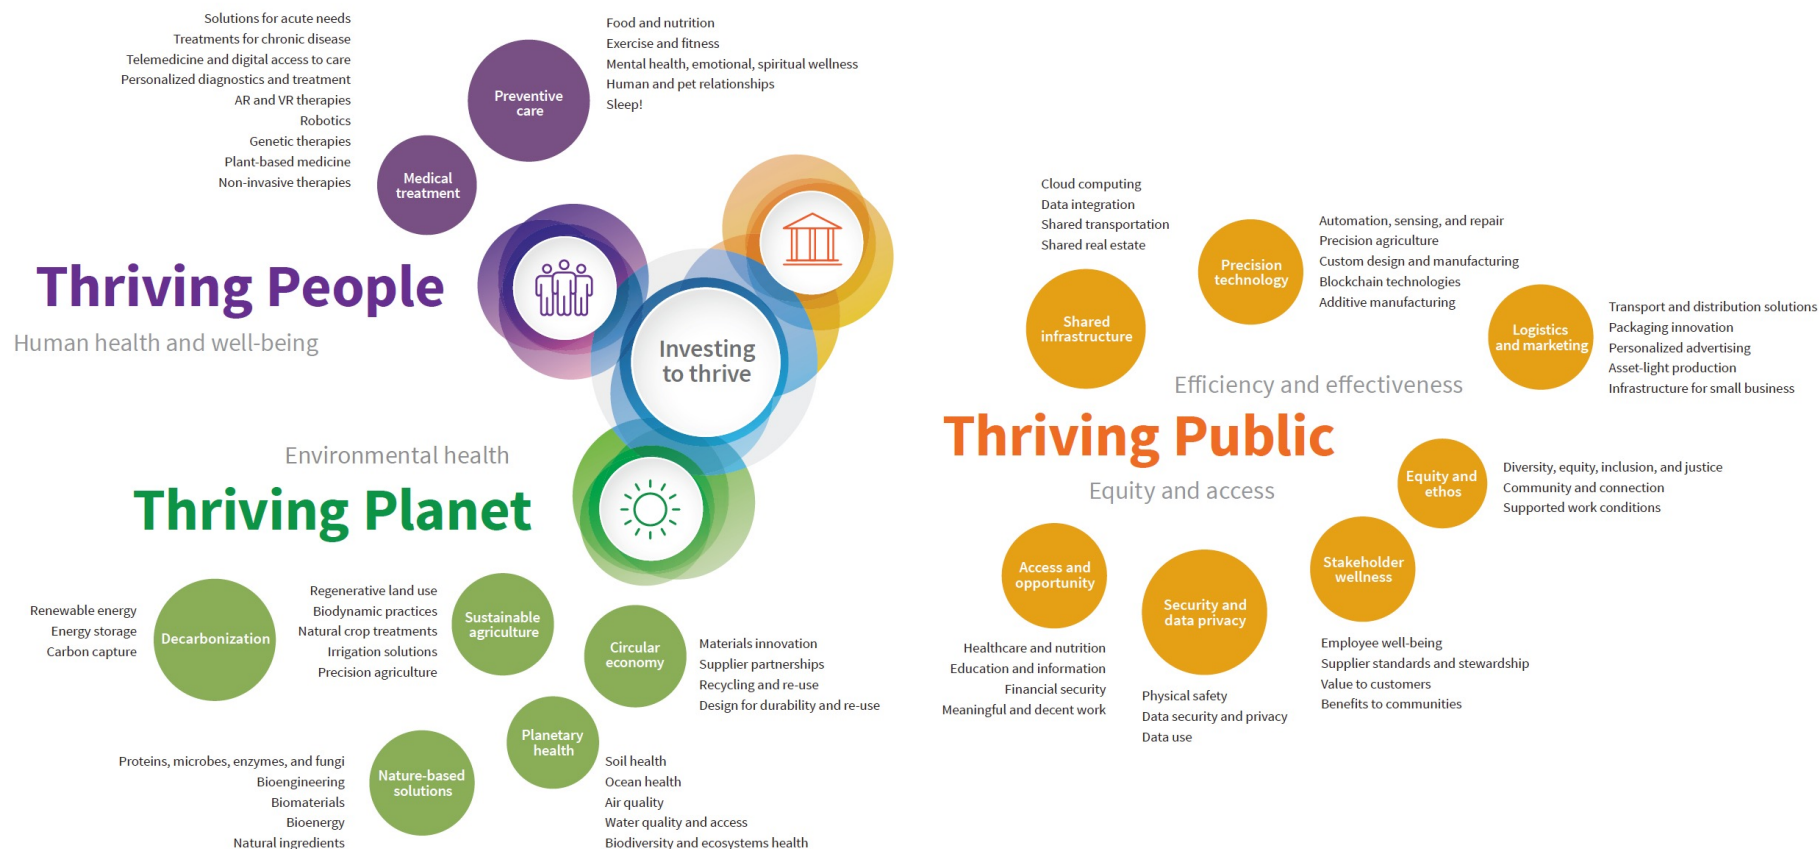 Solutions for acute needs
Treatments for chronic disease
Telemedicine and digital access to care
Personalized diagnostics and treatment
AR and VR therapies
Robotics
Genetic therapies
Plant-based medicine
Non-invasive therapies
Medical
treatment
Preventive
care
Food and nutrition
Exercise and fitness
Mental health, emotional, spiritual wellness
Human and pet relationships
Sleep!
Thriving People
Human health and well-being
Investing
to thrive
Environmental health
Thriving Planet
Renewable energy
Energy storage
Carbon capture
Decarbonization
Regenerative land use
Biodynamic practices
Natural crop treatments
Irrigation solutions
Precision agriculture
Sustainable
agriculture
Circular
economy
Materials innovation
Supplier partnerships
Recycling and re-use
Design for durability and re-use
Proteins, microbes, enzymes, and fungi
Bioengineering
Biomaterials
Bioenergy
Natural ingredients
Nature-based
solutions
Planetary
health
Soil health
Ocean health
Air quality
Water quality and access
Biodiversity and ecosystems health
Cloud computing
Data integration
Shared transportation
Shared real estate
Shared
infrastructure
Precision
technology
Automation, sensing, and repair
Precision agriculture
Custom design and manufacturing
Blockchain technologies
Additive manufacturing
Logistics
and marketing
Transport and distribution solutions
Packaging innovation
Personalized advertising
Asset-light production
Infrastructure for small business
Efficiency and effectiveness
Thriving Public
Equity and access
Equity and
ethos
Diversity, equity, inclusion, and justice
Community and connection
Supported work conditions
Access and
opportunity
Healthcare and nutrition
Education and information
Financial security
Meaningful and decent work
Security and
data privacy
Physical safety
Data security and privacy
Data use
Stakeholder
wellness
Employee well-being
Supplier standards and stewardship
Value to customers
Benefits to communities